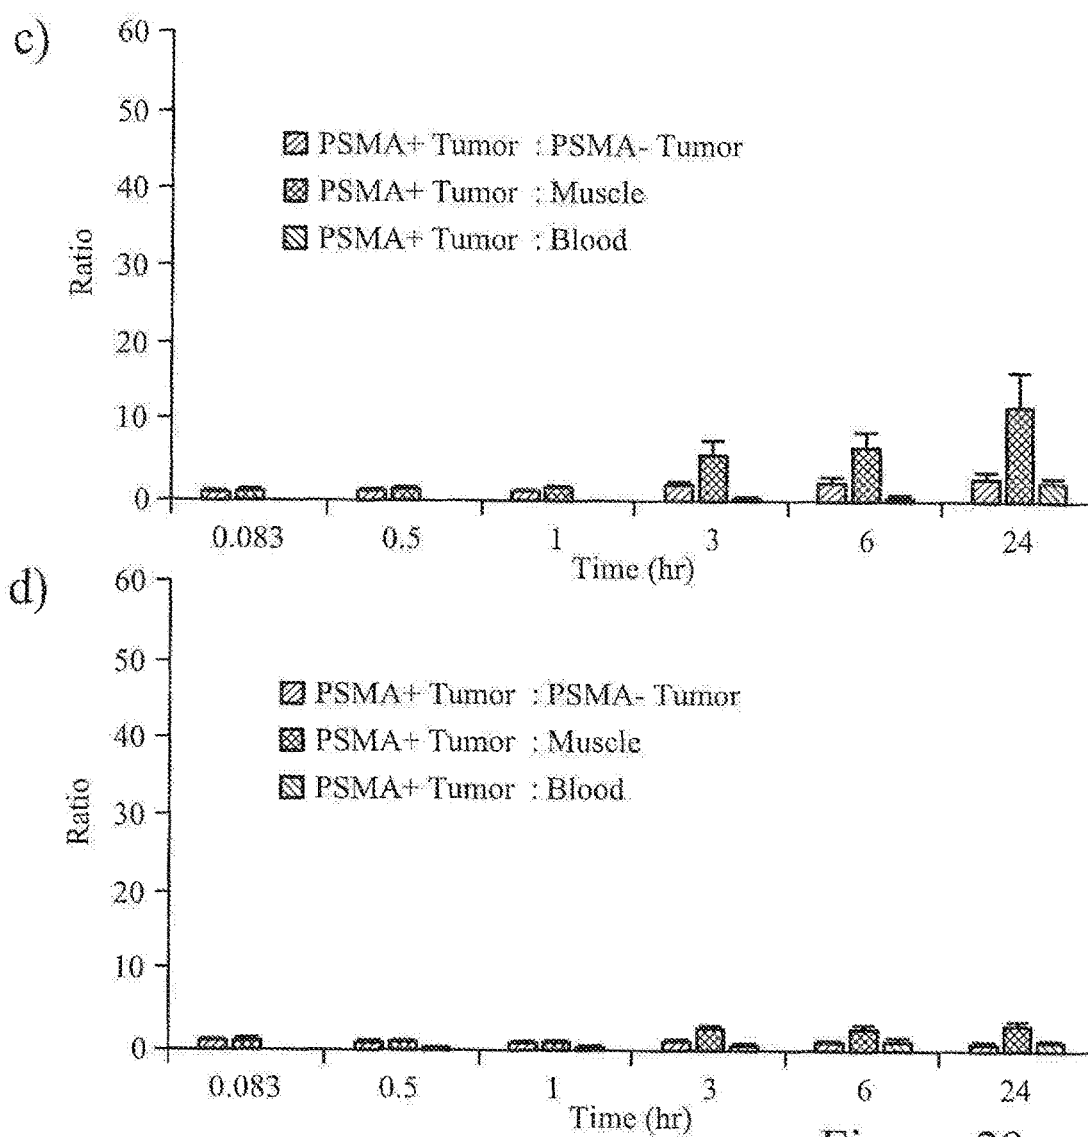 c)
60
50
40
30
20
10
0
Ratio
PSMA+ Tumor : PSMA- Tumor
PSMA+ Tumor : Muscle
PSMA+ Tumor : Blood
0.083 0.5 1 3 6 24
Time (hr)
d)
60
50
40
30
20
10
0
Ratio
PSMA+ Tumor : PSMA- Tumor
PSMA+ Tumor : Muscle
PSMA+ Tumor : Blood
0.083 0.5 1 3 6 24
Time (hr)